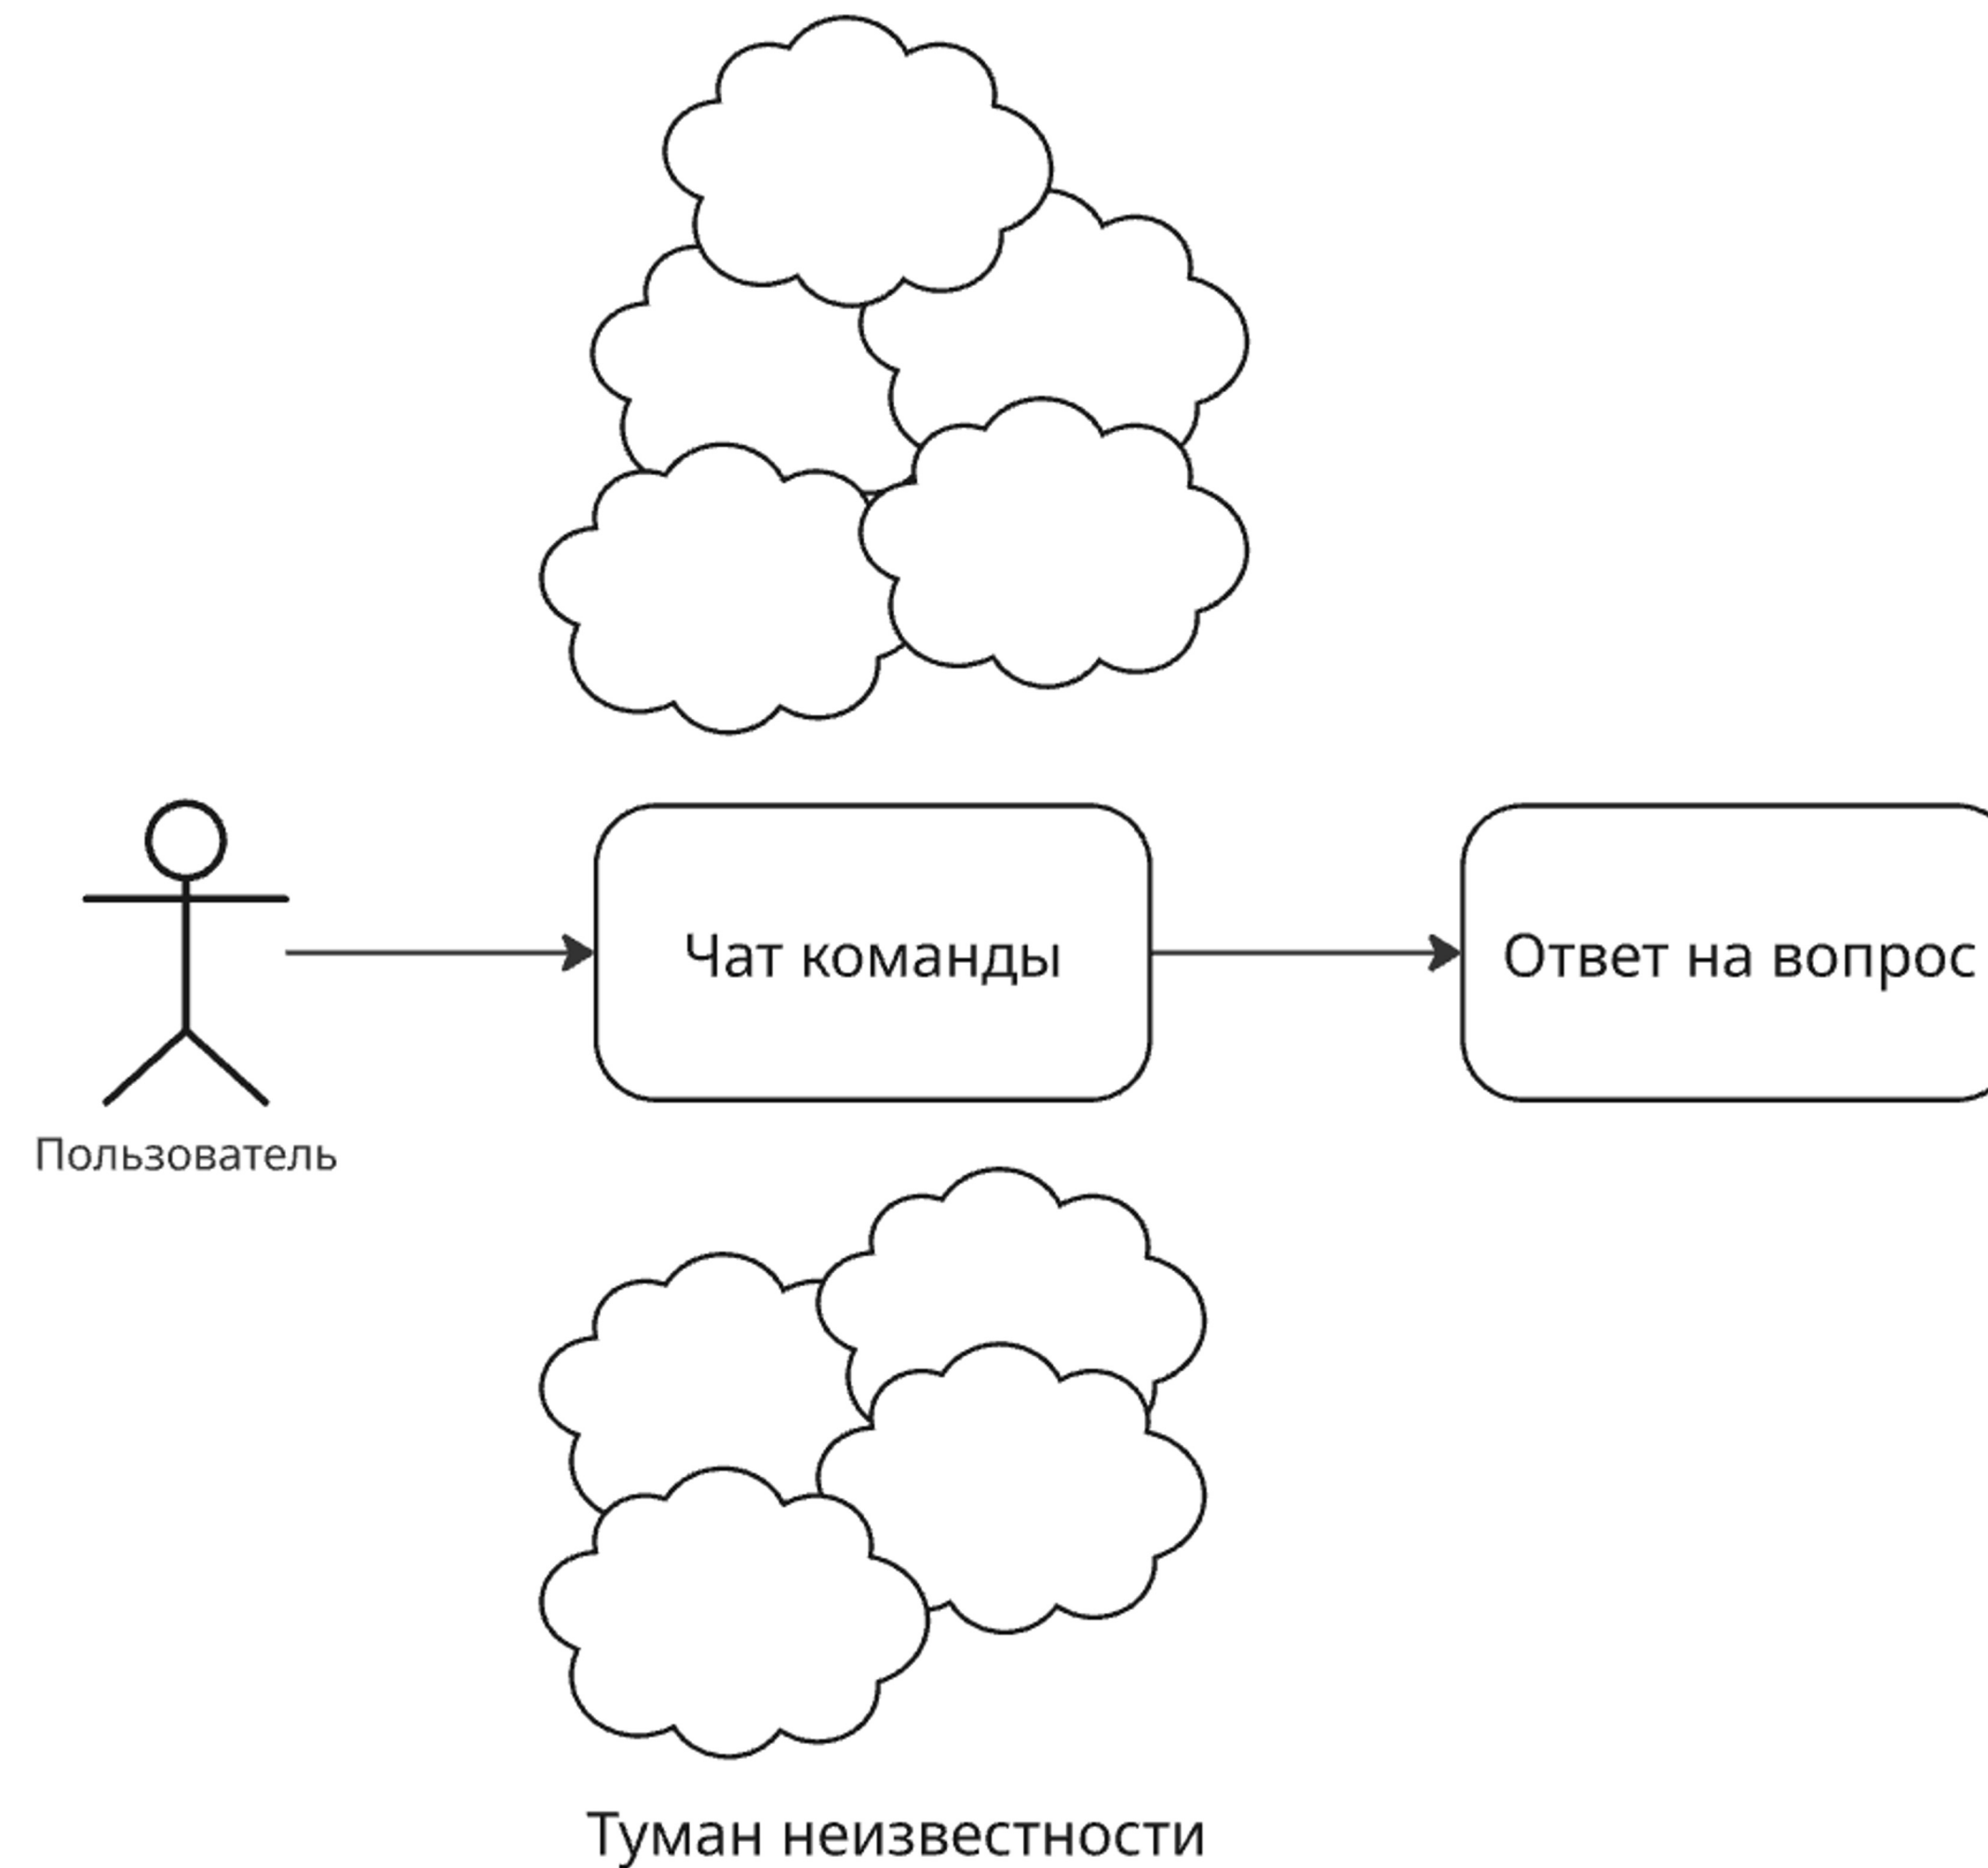 Чат команды
Ответ на вопрос
Пользователь
Туман неизвестности